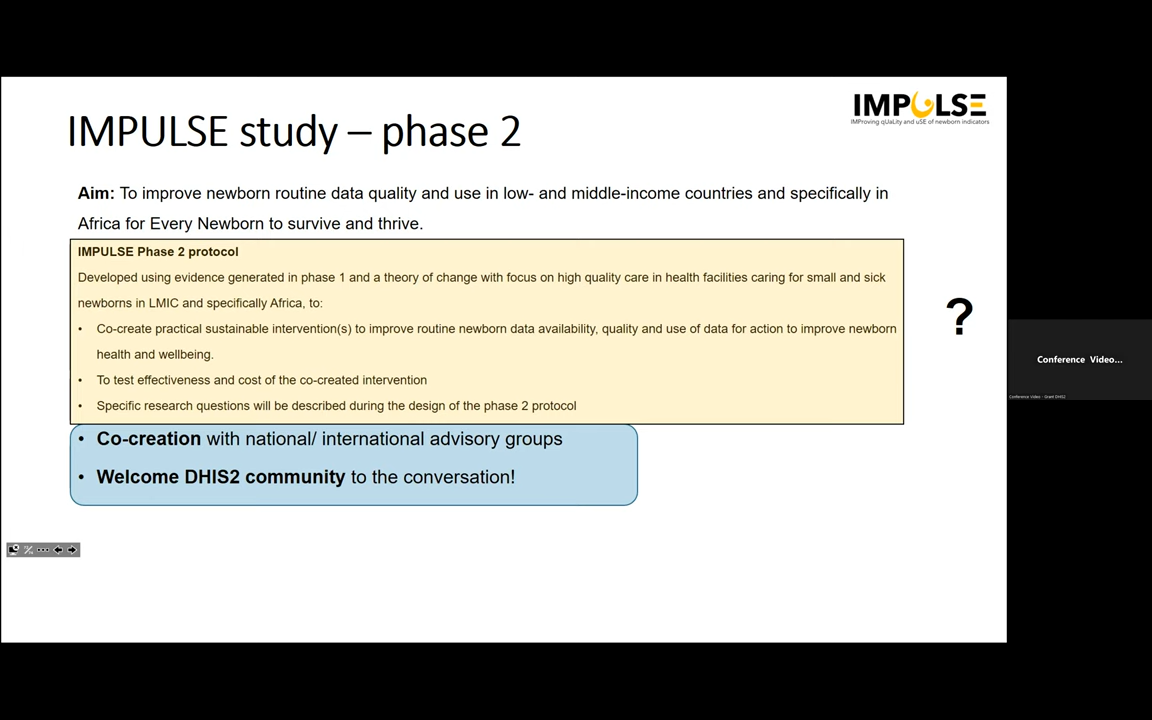 IMPULSE
IMProving qUaLity and uSE of newborn indicators
IMPULSE study – phase 2
Aim: To improve newborn routine data quality and use in low- and middle-income countries and specifically in
Africa for Every Newborn to survive and thrive.
IMPULSE Phase 2 protocol
Developed using evidence generated in phase 1 and a theory of change with focus on high quality care in health facilities caring for small and sick
newborns in LMIC and specifically Africa, to:
• Co-create practical sustainable intervention(s) to improve routine newborn data availability, quality and use of data for action to improve newborn
health and wellbeing.
• To test effectiveness and cost of the co-created intervention
• Specific research questions will be described during the design of the phase 2 protocol
?
• Co-creation with national/ international advisory groups
• Welcome DHIS2 community to the conversation!
Conference Video...
Conference Video - Grant DHIS2